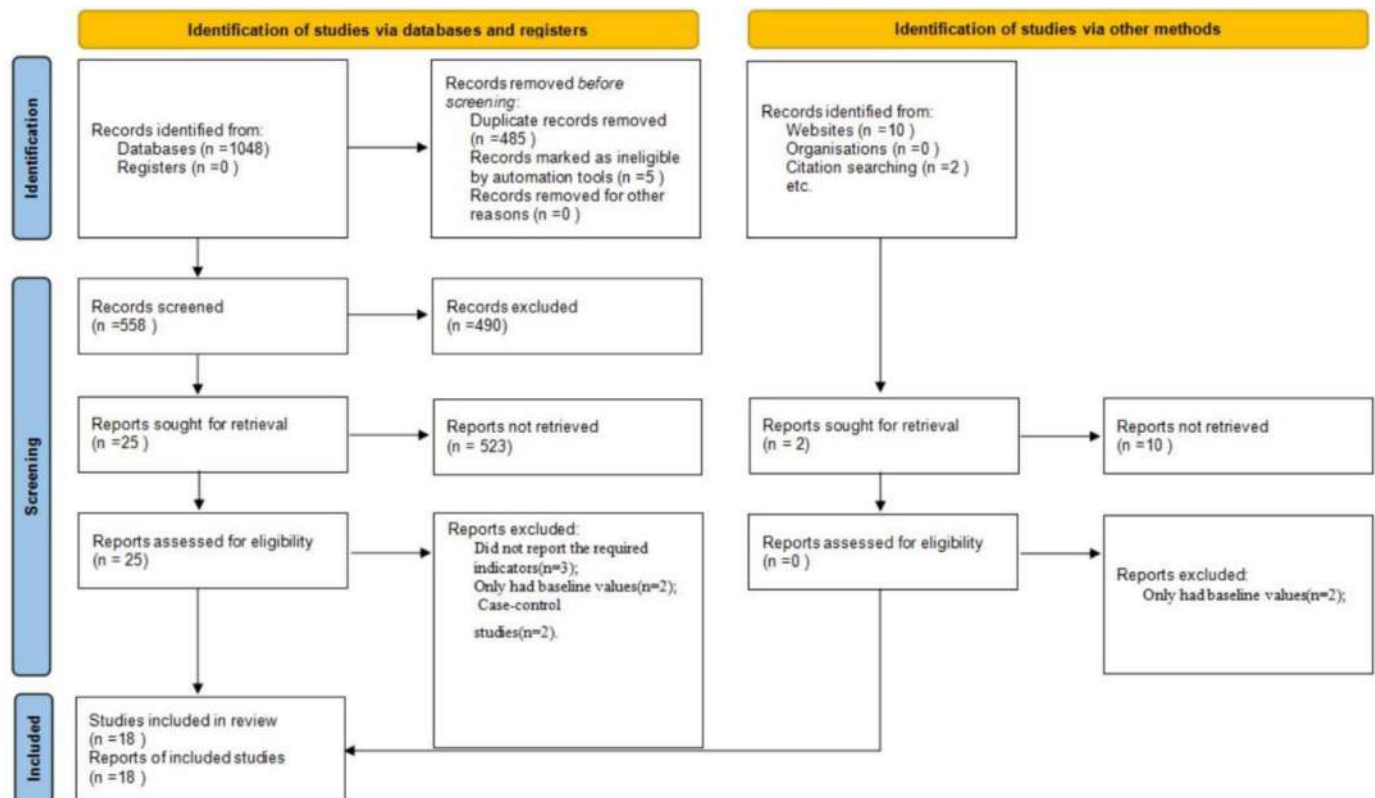 Identification of studies via databases and registers
Identification of studies via other methods
Identification
Records identified from:
Databases (n =1048)
Registers (n =0 )
Records removed before
screening:
Duplicate records removed
(n =485 )
Records marked as ineligible
by automation tools (n =5 )
Records removed for other
reasons (n =0 )
Records identified from:
Websites (n =10 )
Organisations (n =0 )
Citation searching (n =2 )
etc.
Screening
Records screened
(n =558 )
Records excluded
(n =490)
Reports sought for retrieval
(n =25 )
Reports not retrieved
(n = 523)
Reports sought for retrieval
(n = 2)
Reports not retrieved
(n =10 )
Reports assessed for eligibility
(n = 25)
Reports excluded:
Did not report the required
indicators(n=3);
Only had baseline values(n=2);
Case-control
studies(n=2).
Reports assessed for eligibility
(n =0 )
Reports excluded:
Only had baseline values(n=2);
Included
Studies included in review
(n =18 )
Reports of included studies
(n =18 )